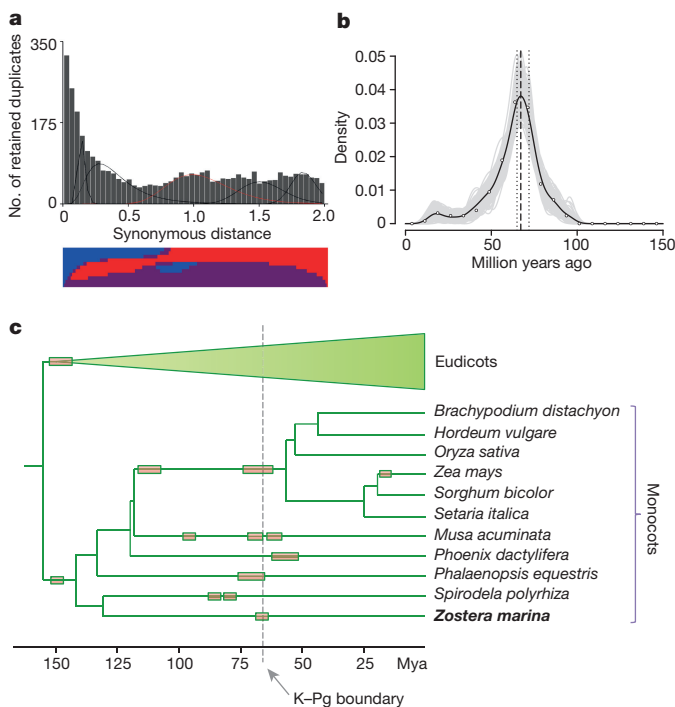 a
No. of retained duplicates
350
175
0
0 0.5 1.0 1.5 2.0
Synonymous distance
b
Density
0.05
0.04
0.03
0.02
0.01
0
0 50 100 150
Million years ago
c
Eudicots
Brachypodium distachyon
Hordeum vulgare
Oryza sativa
Zea mays
Sorghum bicolor
Setaria italica
Musa acuminata
Phoenix dactylifera
Phalaenopsis equestris
Spirodela polyrhiza
Zostera marina
Monocots
150 125 100 75 50 25 Mya
K–Pg boundary